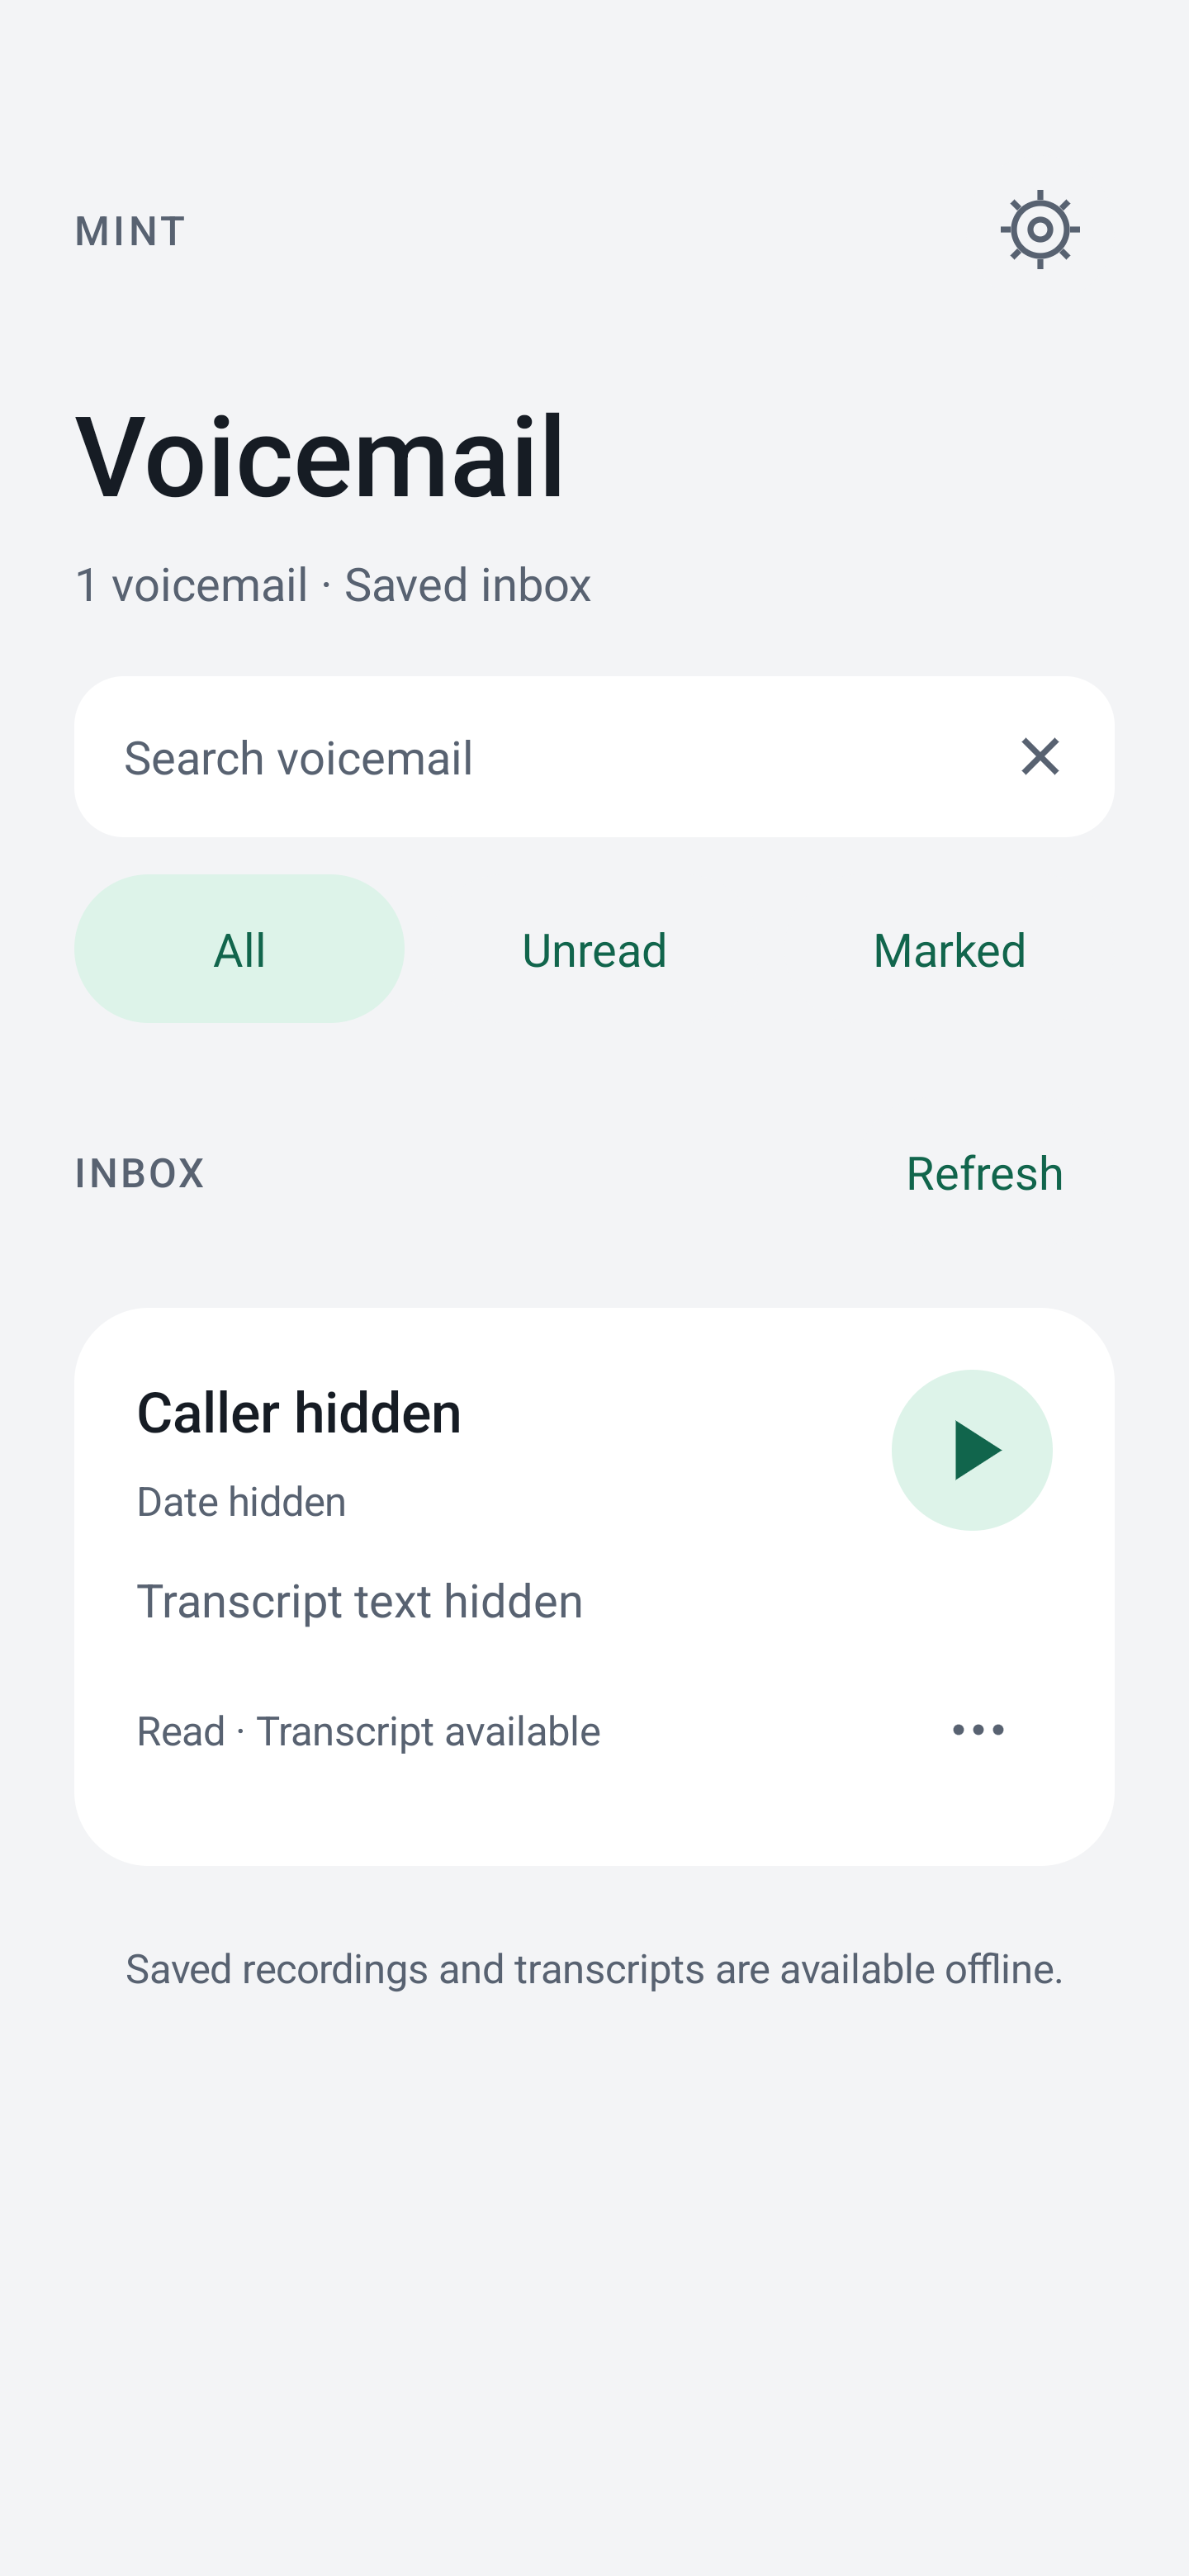 MINT
Voicemail
1 voicemail · Saved inbox
Search voicemail
All
Unread
Marked
INBOX
Refresh
Caller hidden
Date hidden
Transcript text hidden
Read · Transcript available
Saved recordings and transcripts are available offline.